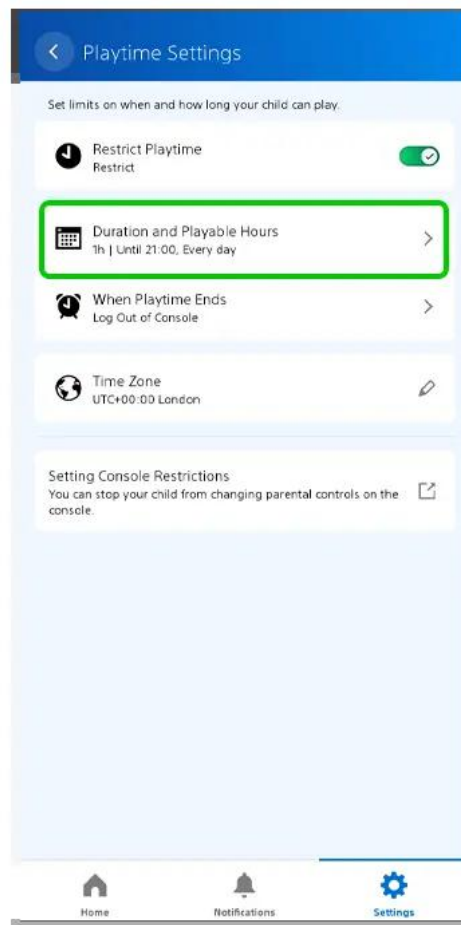 Playtime Settings
Set limits on when and how long your child can play.
Restrict Playtime
Restrict
Duration and Playable Hours
1h | Until 21:00, Every day
When Playtime Ends
Log Out of Console
Time Zone
UTC+00:00 London
Setting Console Restrictions
You can stop your child from changing parental controls on the
console.
Home
Notifications
Settings